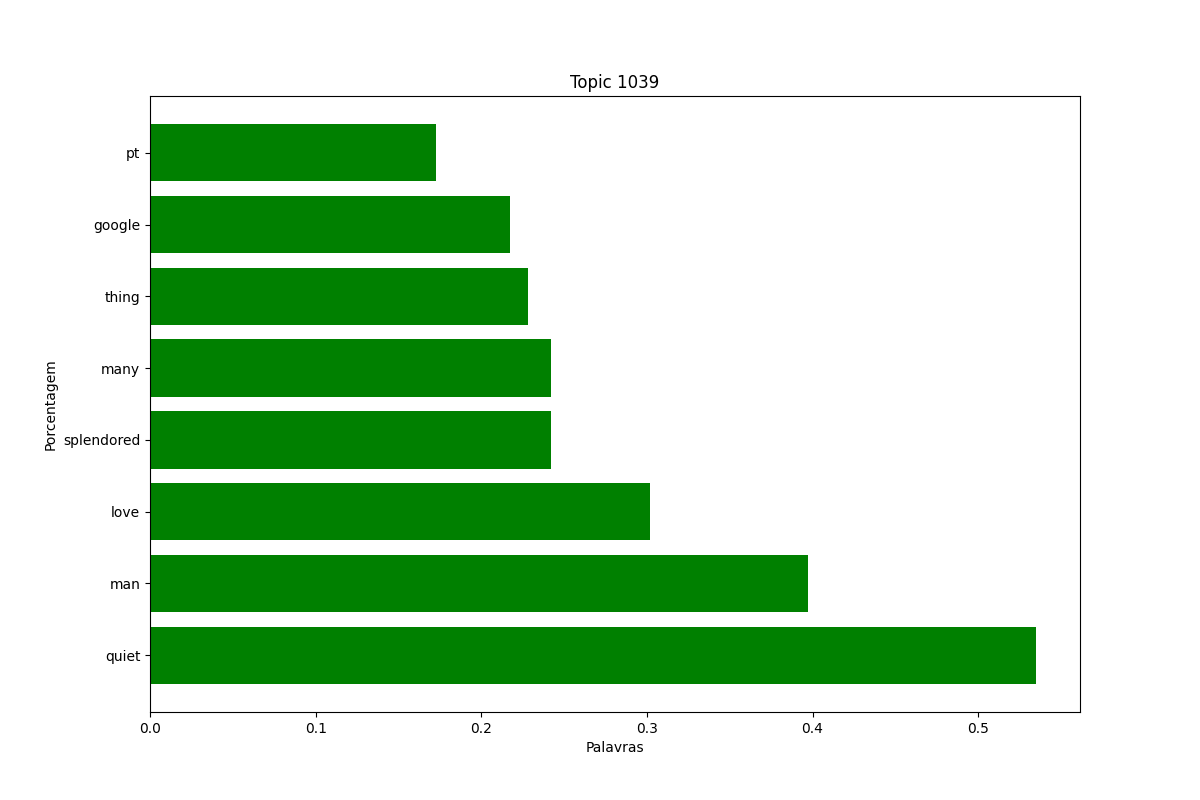 Topic 1039
pt
google
thing
many
splendored
love
man
quiet
Porcentagem
0.0 0.1 0.2 0.3 0.4 0.5
Palavras